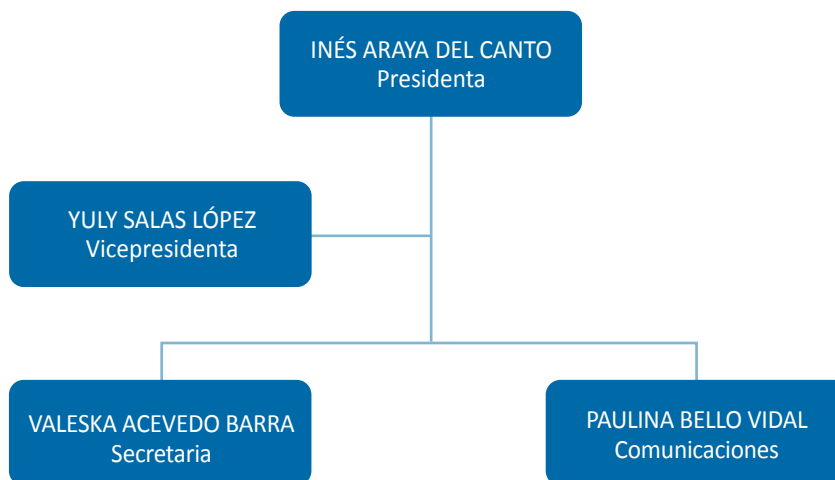 INÉS ARAYA DEL CANTO
Presidenta
YULY SALAS LÓPEZ
Vicepresidenta
VALESKA ACEVEDO BARRA
Secretaria
PAULINA BELLO VIDAL
Comunicaciones